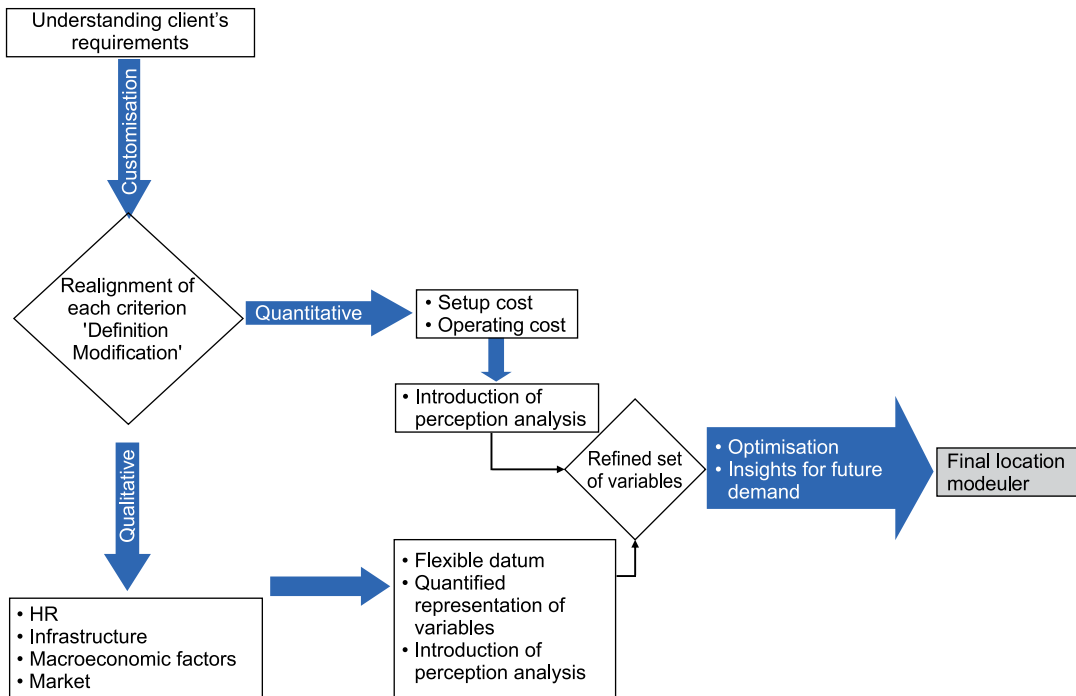 Understanding client's
requirements
Customisation
Realignment of
each criterion
'Definition
Modification'
Quantitative
• Setup cost
• Operating cost
• Introduction of
perception analysis
Qualitative
• HR
• Infrastructure
• Macroeconomic factors
• Market
• Flexible datum
• Quantified
representation of
variables
• Introduction of
perception analysis
Refined set
of variables
• Optimisation
• Insights for future
demand
Final location
modeuler